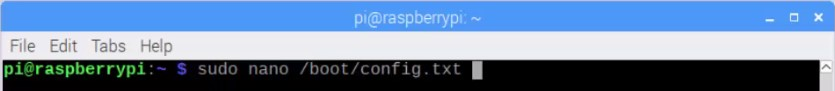 pi@raspberrypi: ~
File Edit Tabs Help
pi@raspberrypi:~ $ sudo nano /boot/config.txt